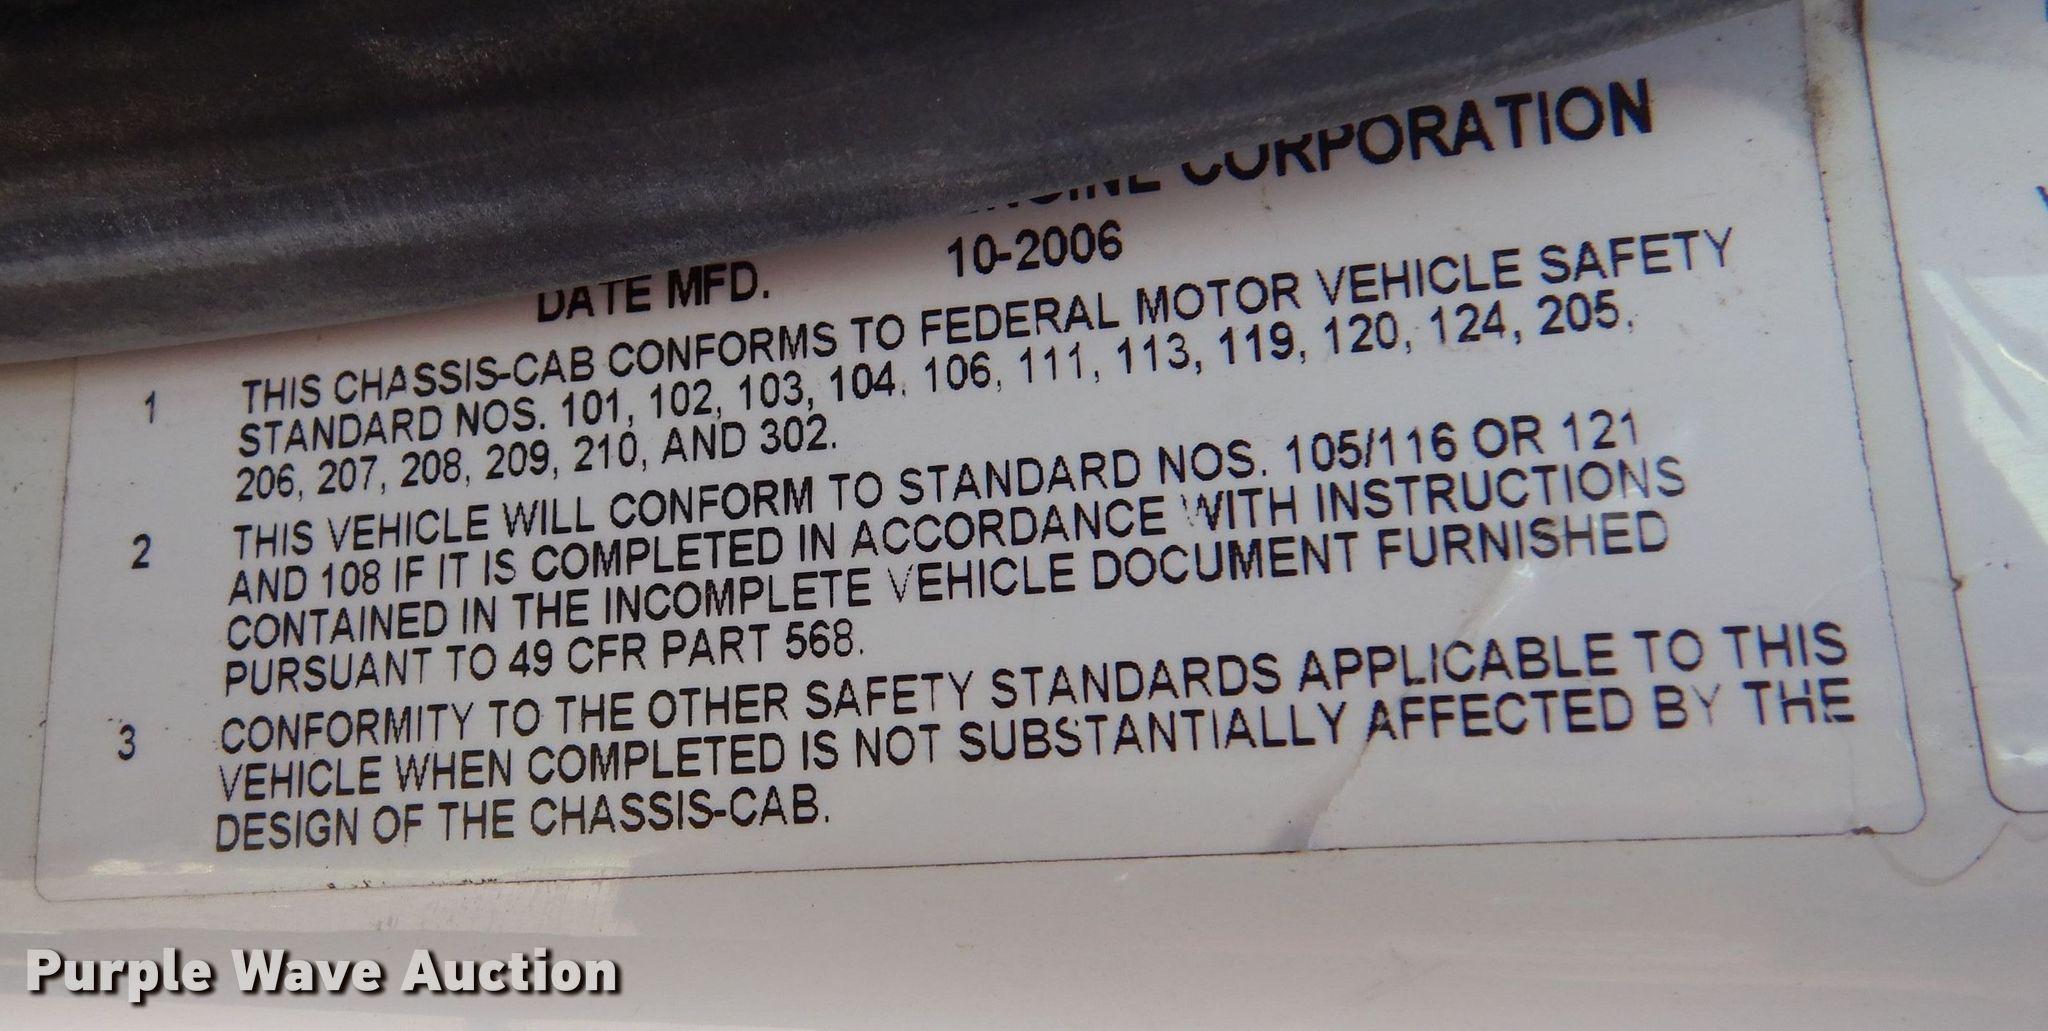 CORPORATION
DATE MFD. 10-2006
1 THIS CHASSIS-CAB CONFORMS TO FEDERAL MOTOR VEHICLE SAFETY
STANDARD NOS. 101, 102, 103, 104, 106, 111, 113, 119, 120, 124, 205,
206, 207, 208, 209, 210, AND 302.
2 THIS VEHICLE WILL CONFORM TO STANDARD NOS. 105/116 OR 121
AND 108 IF IT IS COMPLETED IN ACCORDANCE WITH INSTRUCTIONS
CONTAINED IN THE INCOMPLETE VEHICLE DOCUMENT FURNISHED
PURSUANT TO 49 CFR PART 568.
3 CONFORMITY TO THE OTHER SAFETY STANDARDS APPLICABLE TO THIS
VEHICLE WHEN COMPLETED IS NOT SUBSTANTIALLY AFFECTED BY THE
DESIGN OF THE CHASSIS-CAB.
Purple Wave Auction